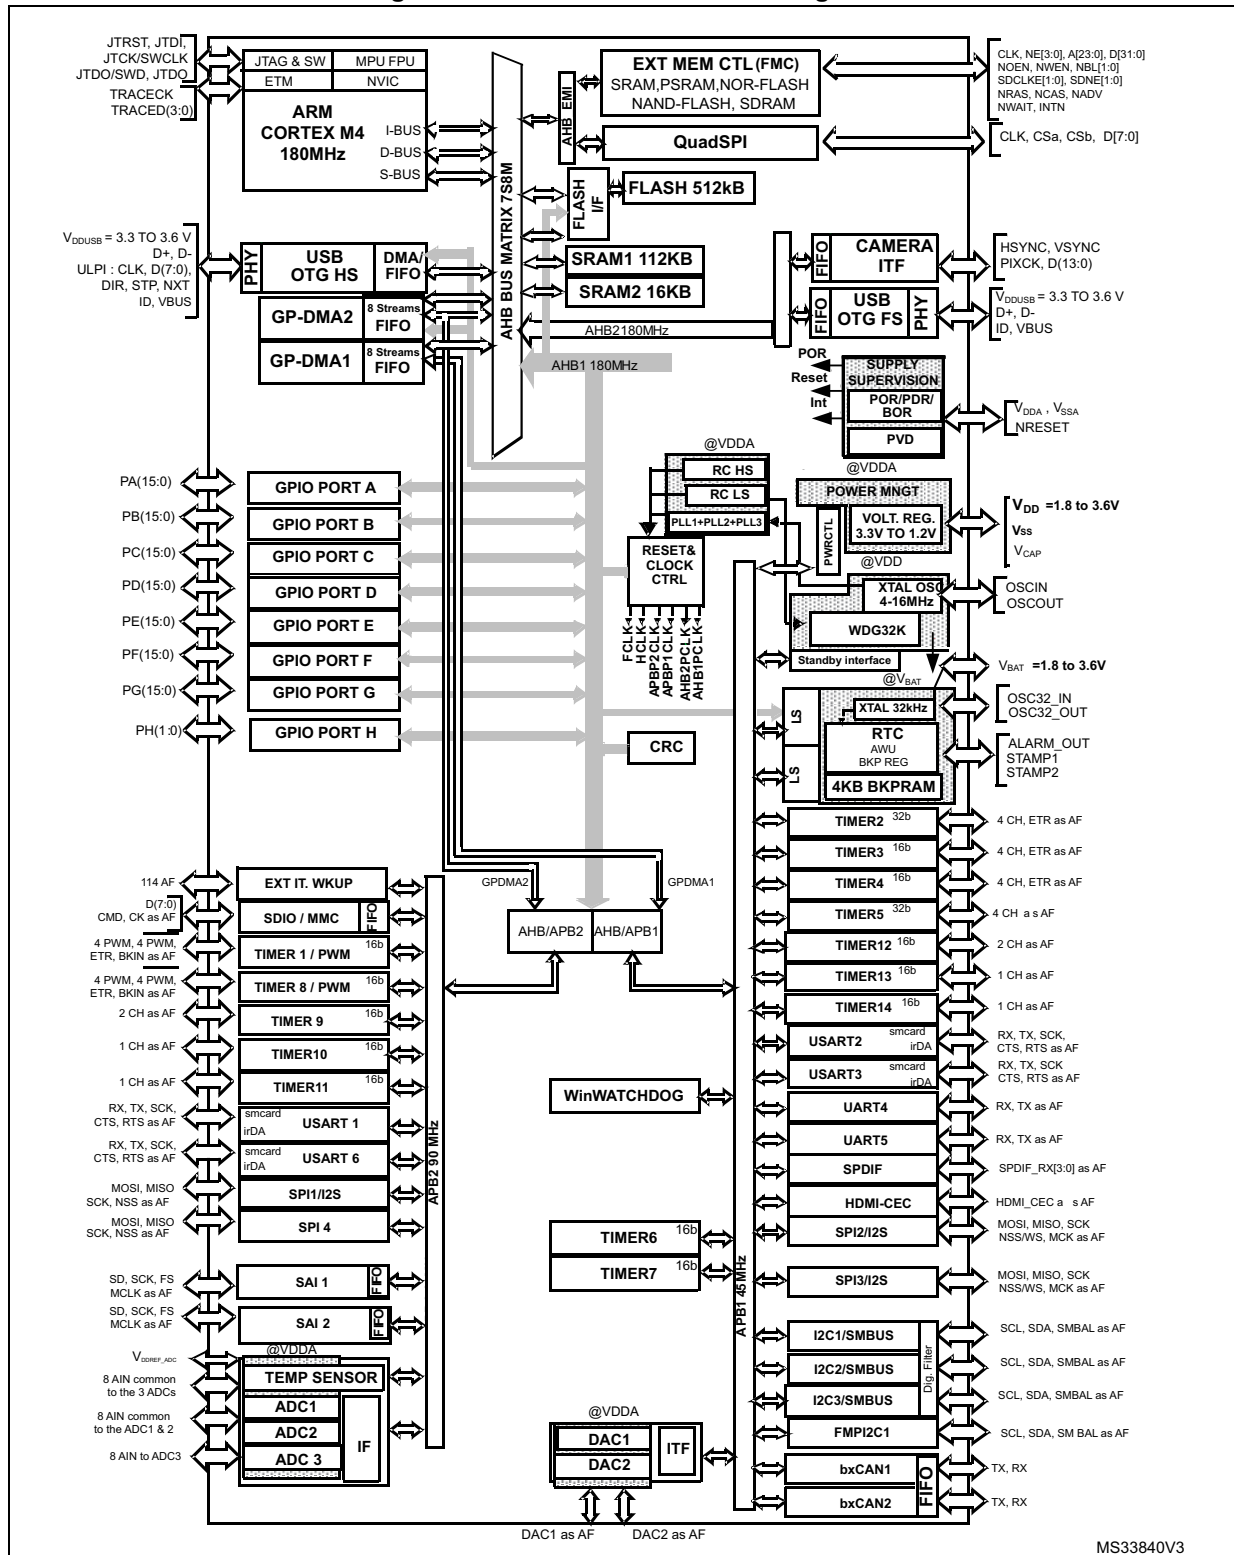 JTRST, JTDI,
JTCK/SWCLK
JTDO/SWD, JTDO
TRACECK
TRACED(3:0)
JTAG & SW
MPU FPU
ETM
NVIC
ARM
CORTEX M4
180MHz
I-BUS
D-BUS
S-BUS
AHB BUS MATRIX 7S8M
AHB EMI
EXT MEM CTL (FMC)
SRAM,PSRAM,NOR-FLASH
NAND-FLASH, SDRAM
QuadSPI
CLK, NE[3:0], A[23:0], D[31:0]
NOEN, NWEN, NBL[1:0]
SDCLKE[1:0], SDNE[1:0]
NRAS, NCAS, NADV
NWAIT, INTN
CLK, CSa, CSb, D[7:0]
FLASH
I/F
FLASH 512kB
SRAM1 112KB
SRAM2 16KB
VDDUSB = 3.3 TO 3.6 V
D+, D-
ULPI : CLK, D(7:0),
DIR, STP, NXT
ID, VBUS
PHY
USB
OTG HS
DMA/
FIFO
GP-DMA2
8 Streams
FIFO
GP-DMA1
8 Streams
FIFO
AHB2 180MHz
AHB1 180MHz
FIFO
CAMERA
ITF
HSYNC, VSYNC
PIXCK, D(13:0)
FIFO
USB
OTG FS
PHY
VDDUSB = 3.3 TO 3.6 V
D+, D-
ID, VBUS
POR
Reset
Int
SUPPLY
SUPERVISION
POR/PDR/
BOR
PVD
VDDA , VSSA
NRESET
@VDDA
RC HS
RC LS
PLL1+PLL2+PLL3
@VDDA
POWER MNGT
VOLT. REG.
3.3V TO 1.2V
PWRCTL
VDD =1.8 to 3.6V
Vss
VCAP
@VDD
XTAL OSC
4-16MHz
WDG32K
Standby interface
OSCIN
OSCOUT
RESET&
CLOCK
CTRL
FCLK
HCLK
APBP2CLK
APBP1CLK
AHB2PCLK
AHB1PCLK
@VBAT
VBAT =1.8 to 3.6V
LS
LS
XTAL 32kHz
RTC
AWU
BKP REG
4KB BKPRAM
OSC32_IN
OSC32_OUT
ALARM_OUT
STAMP1
STAMP2
PA(15:0)
GPIO PORT A
PB(15:0)
GPIO PORT B
PC(15:0)
GPIO PORT C
PD(15:0)
GPIO PORT D
PE(15:0)
GPIO PORT E
PF(15:0)
GPIO PORT F
PG(15:0)
GPIO PORT G
PH(1:0)
GPIO PORT H
CRC
TIMER2 32b
4 CH, ETR as AF
TIMER3 16b
4 CH, ETR as AF
TIMER4 16b
4 CH, ETR as AF
TIMER5 32b
4 CH a s AF
TIMER12 16b
2 CH as AF
TIMER13 16b
1 CH as AF
TIMER14 16b
1 CH as AF
USART2 smcard
irDA
RX, TX, SCK,
CTS, RTS as AF
USART3 smcard
irDA
RX, TX, SCK
CTS, RTS as AF
UART4
RX, TX as AF
UART5
RX, TX as AF
SPDIF
SPDIF_RX[3:0] as AF
HDMI-CEC
HDMI_CEC a s AF
SPI2/I2S
MOSI, MISO, SCK
NSS/WS, MCK as AF
SPI3/I2S
MOSI, MISO, SCK
NSS/WS, MCK as AF
I2C1/SMBUS
SCL, SDA, SMBAL as AF
I2C2/SMBUS
SCL, SDA, SMBAL as AF
I2C3/SMBUS
SCL, SDA, SMBAL as AF
Dig. Filter
FMPI2C1
SCL, SDA, SM BAL as AF
bxCAN1
TX, RX
bxCAN2
TX, RX
FIFO
GPDMA2
GPDMA1
AHB/APB2
AHB/APB1
APB2 90 MHz
APB1 45 MHz
WinWATCHDOG
TIMER6 16b
TIMER7 16b
@VDDA
DAC1
DAC2
ITF
DAC1 as AF
DAC2 as AF
114 AF
EXT IT. WKUP
D(7:0)
CMD, CK as AF
SDIO / MMC
FIFO
4 PWM, 4 PWM,
ETR, BKIN as AF
TIMER 1 / PWM 16b
4 PWM, 4 PWM,
ETR, BKIN as AF
TIMER 8 / PWM 16b
2 CH as AF
TIMER 9 16b
1 CH as AF
TIMER10 16b
1 CH as AF
TIMER11 16b
RX, TX, SCK,
CTS, RTS as AF
smcard
irDA
USART 1
RX, TX, SCK,
CTS, RTS as AF
smcard
irDA
USART 6
MOSI, MISO
SCK, NSS as AF
SPI1/I2S
MOSI, MISO
SCK, NSS as AF
SPI 4
SD, SCK, FS
MCLK as AF
SAI 1
FIFO
SD, SCK, FS
MCLK as AF
SAI 2
FIFO
@VDDA
VDDREF_ADC
TEMP SENSOR
8 AIN common
to the 3 ADCs
ADC1
8 AIN common
to the ADC1 & 2
ADC2
8 AIN to ADC3
ADC 3
IF
MS33840V3